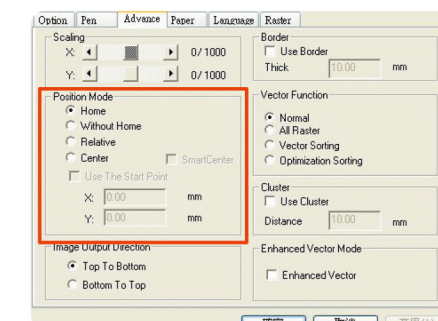 Option Pen Advance Paper Language Raster
Scaling
X: 0/1000
Y: 0/1000
Position Mode
Home
Without Home
Relative
Center SmartCenter
Use The Start Point
X: 0.00 mm
Y: 0.00 mm
Image Output Direction
Top To Bottom
Bottom To Top
Border
Use Border
Thick 10.00 mm
Vector Function
Normal
All Raster
Vector Sorting
Optimization Sorting
Cluster
Use Cluster
Distance 10.00 mm
Enhanced Vector Mode
Enhanced Vector